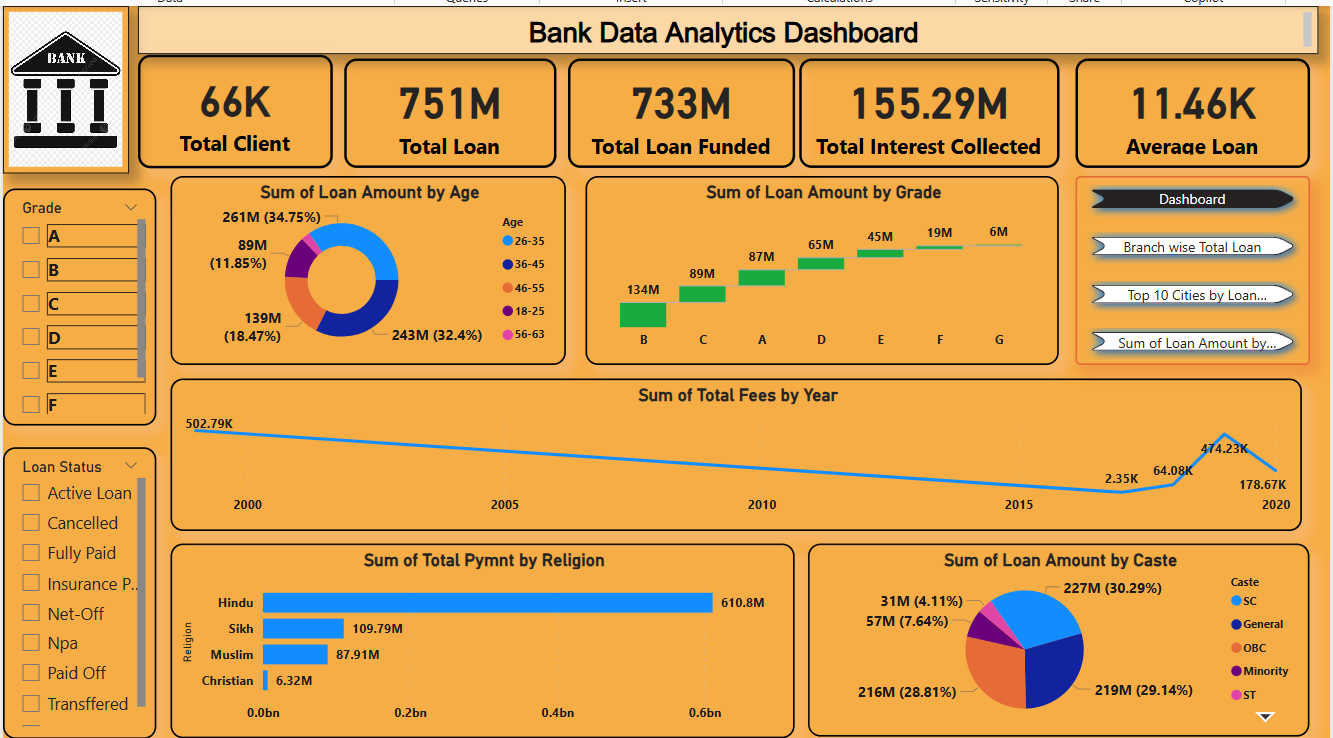 Data Queries Insert Calculations Sensitivity Share Copilot
Bank Data Analytics Dashboard
BANK
66K
Total Client
751M
Total Loan
733M
Total Loan Funded
155.29M
Total Interest Collected
11.46K
Average Loan
Grade
A
B
C
D
E
F
Loan Status
Active Loan
Cancelled
Fully Paid
Insurance P..
Net-Off
Npa
Paid Off
Transffered
Sum of Loan Amount by Age
261M (34.75%)
89M
(11.85%)
139M
(18.47%)
243M (32.4%)
Age
26-35
36-45
46-55
18-25
56-63
Sum of Loan Amount by Grade
134M 89M 87M 65M 45M 19M 6M
B C A D E F G
Dashboard
Branch wise Total Loan
Top 10 Cities by Loan...
Sum of Loan Amount by...
Sum of Total Fees by Year
502.79K
2.35K
64.08K
474.23K
178.67K
2000 2005 2010 2015 2020
Sum of Total Pymnt by Religion
Religion
Hindu 610.8M
Sikh 109.79M
Muslim 87.91M
Christian 6.32M
0.0bn 0.2bn 0.4bn 0.6bn
Sum of Loan Amount by Caste
227M (30.29%)
31M (4.11%)
57M (7.64%)
216M (28.81%)
219M (29.14%)
Caste
SC
General
OBC
Minority
ST